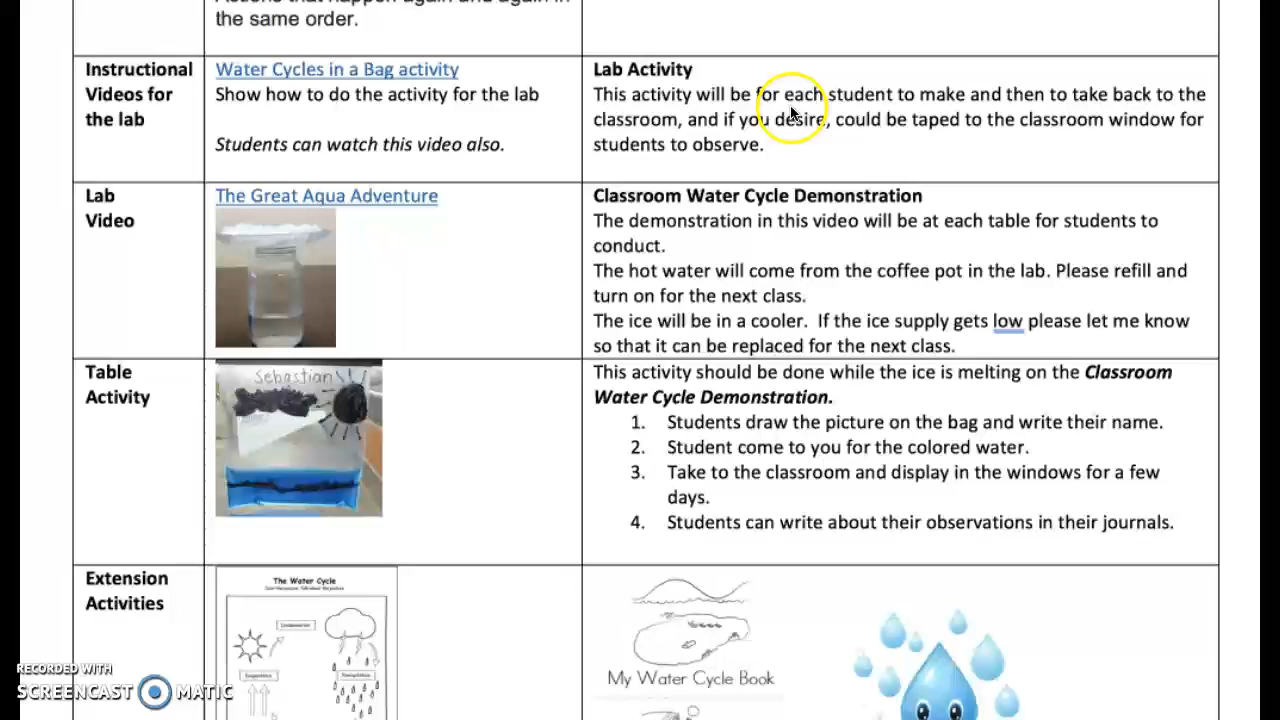 Actions that happen again and again in
the same order.
Instructional
Videos for
the lab
Water Cycles in a Bag activity
Show how to do the activity for the lab
Students can watch this video also.
Lab Activity
This activity will be for each student to make and then to take back to the
classroom, and if you desire, could be taped to the classroom window for
students to observe.
Lab
Video
The Great Aqua Adventure
Classroom Water Cycle Demonstration
The demonstration in this video will be at each table for students to
conduct.
The hot water will come from the coffee pot in the lab. Please refill and
turn on for the next class.
The ice will be in a cooler.  If the ice supply gets low please let me know
so that it can be replaced for the next class.
Table
Activity
Sebastian
This activity should be done while the ice is melting on the Classroom
Water Cycle Demonstration.
1. Students draw the picture on the bag and write their name.
2. Student come to you for the colored water.
3. Take to the classroom and display in the windows for a few
days.
4. Students can write about their observations in their journals.
Extension
Activities
The Water Cycle
My Water Cycle Book
RECORDED WITH
SCREENCAST MATIC